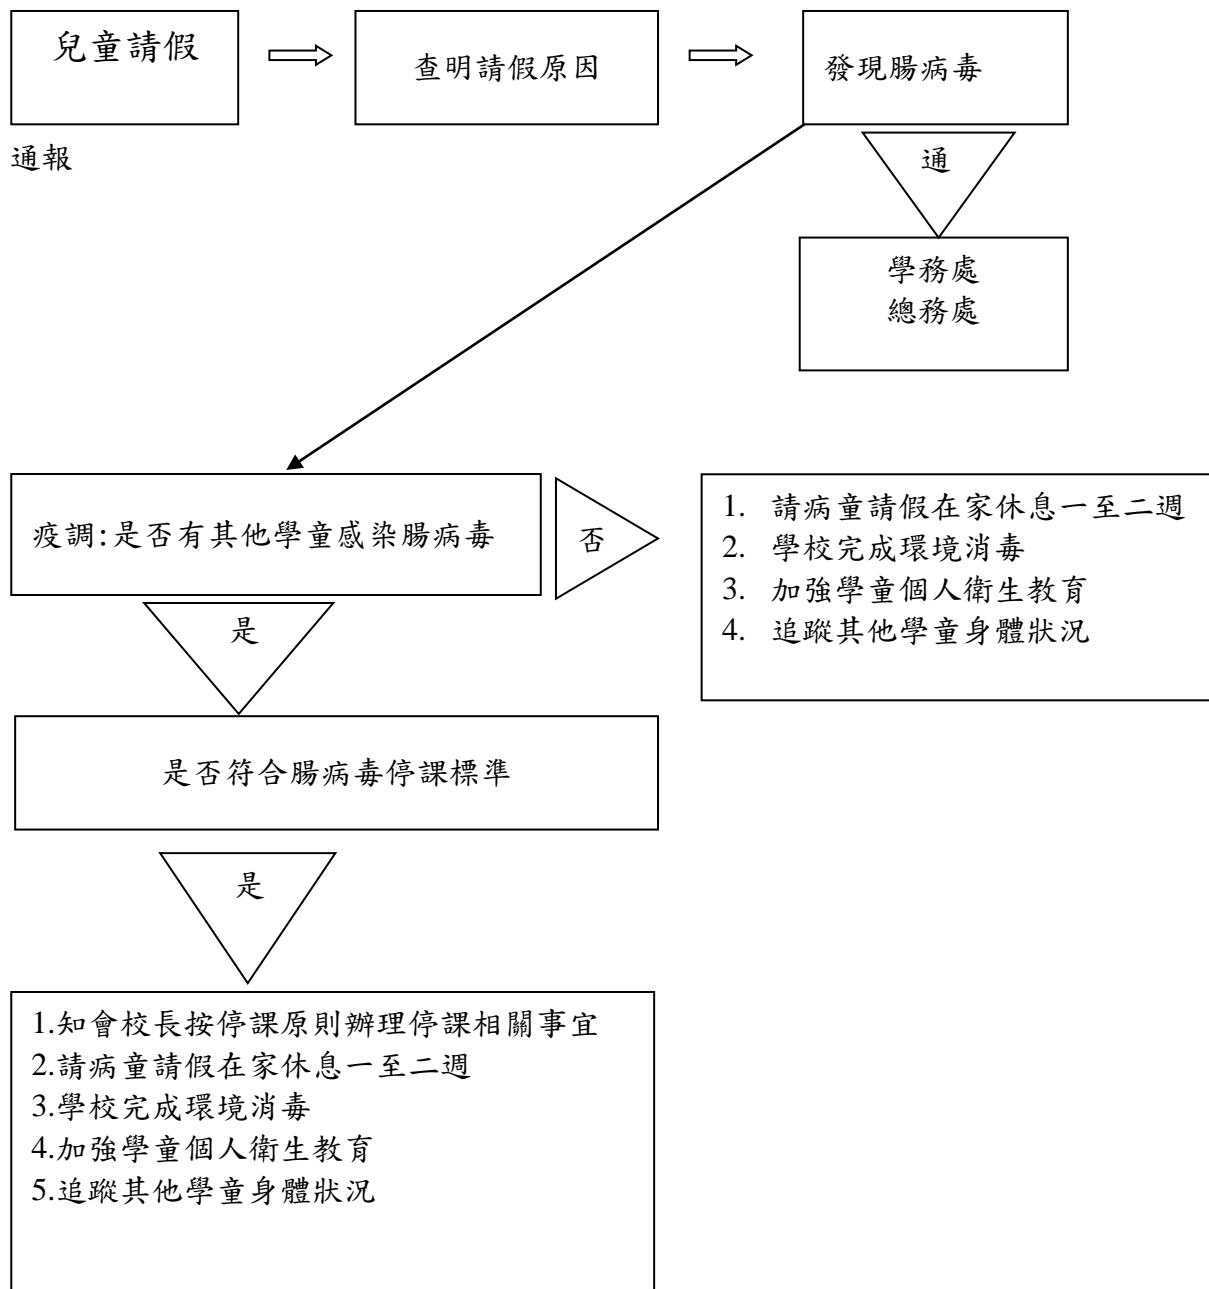 兒童請假
查明請假原因
發現腸病毒
通報
通
學務處
總務處
疫調:是否有其他學童感染腸病毒
否
1. 請病童請假在家休息一至二週
2. 學校完成環境消毒
3. 加強學童個人衛生教育
4. 追蹤其他學童身體狀況
是
是否符合腸病毒停課標準
是
1.知會校長按停課原則辦理停課相關事宜
2.請病童請假在家休息一至二週
3.學校完成環境消毒
4.加強學童個人衛生教育
5.追蹤其他學童身體狀況